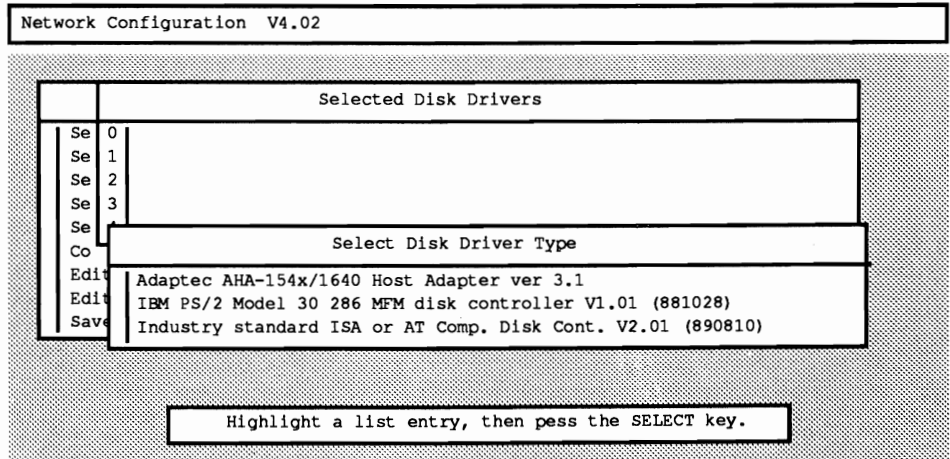 Network Configuration  V4.02
Selected Disk Drivers
Se 0
Se 1
Se 2
Se 3
Se
Select Disk Driver Type
Co
Edit
Adaptec AHA-154x/1640 Host Adapter ver 3.1
Edit
IBM PS/2 Model 30 286 MFM disk controller V1.01 (881028)
Save
Industry standard ISA or AT Comp. Disk Cont. V2.01 (890810)
Highlight a list entry, then pess the SELECT key.